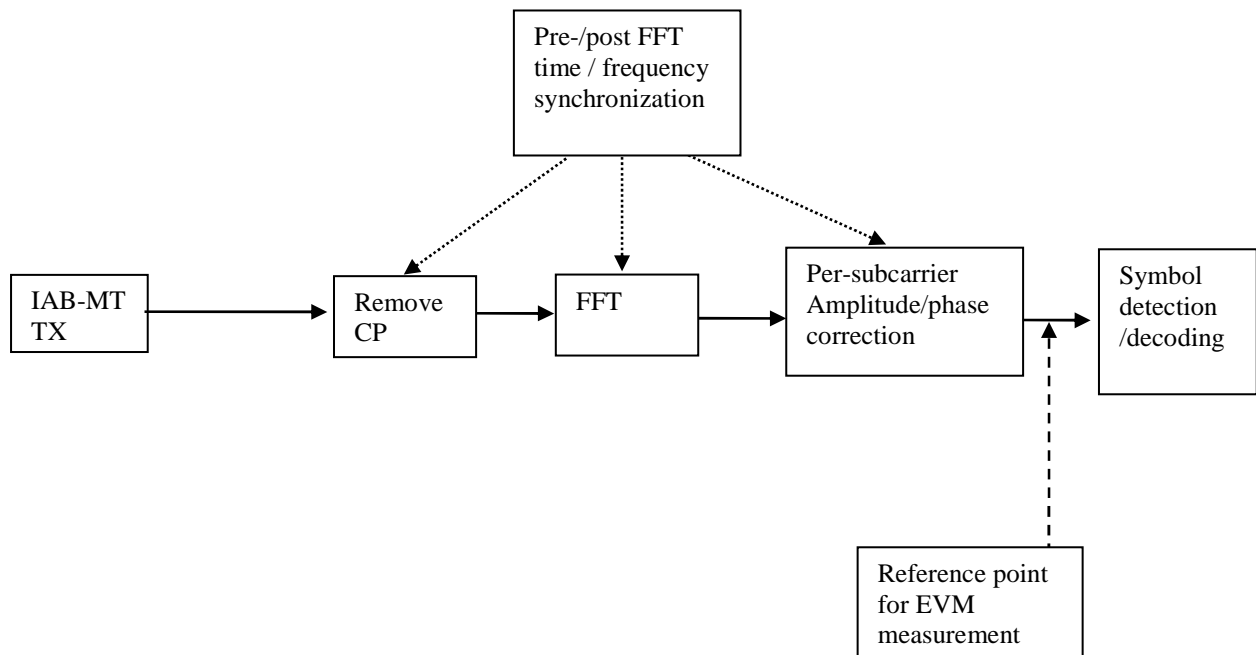 Pre-/post FFT
time / frequency
synchronization
IAB-MT
TX
Remove
CP
FFT
Per-subcarrier
Amplitude/phase
correction
Symbol
detection
/decoding
Reference point
for EVM
measurement